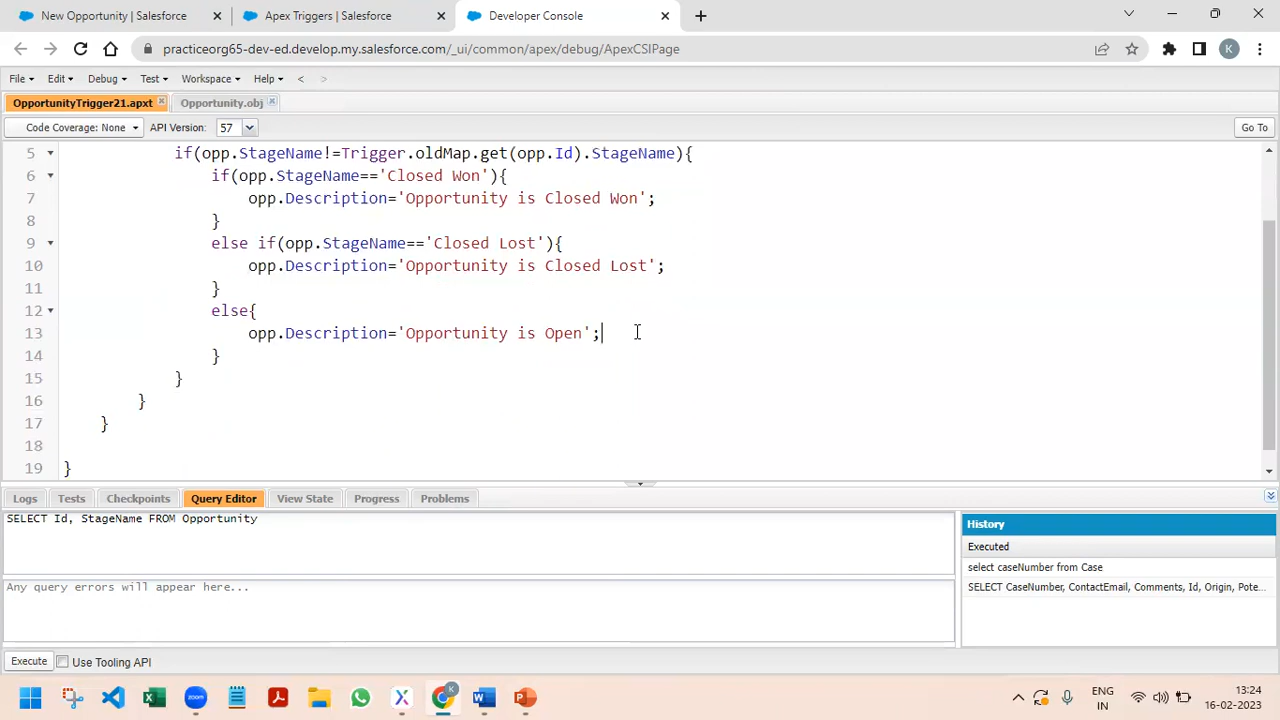 New Opportunity | Salesforce
Apex Triggers | Salesforce
Developer Console
practiceorg65-dev-ed.develop.my.salesforce.com/_ui/common/apex/debug/ApexCSIPage
K
File
Edit
Debug
Test
Workspace
Help
<
>
OpportunityTrigger21.apxt
Opportunity.obj
Code Coverage: None
API Version:
57
Go To
5 if(opp.StageName!=Trigger.oldMap.get(opp.Id).StageName){
6 if(opp.StageName=='Closed Won'){
7 opp.Description='Opportunity is Closed Won';
8 }
9 else if(opp.StageName=='Closed Lost'){
10 opp.Description='Opportunity is Closed Lost';
11 }
12 else{
13 opp.Description='Opportunity is Open';
14 }
15 }
16 }
17 }
18
19 }
Logs
Tests
Checkpoints
Query Editor
View State
Progress
Problems
SELECT Id, StageName FROM Opportunity
Any query errors will appear here...
History
Executed
select caseNumber from Case
SELECT CaseNumber, ContactEmail, Comments, Id, Origin, Pote...
Execute
Use Tooling API
K
ENG
IN
13:24
16-02-2023